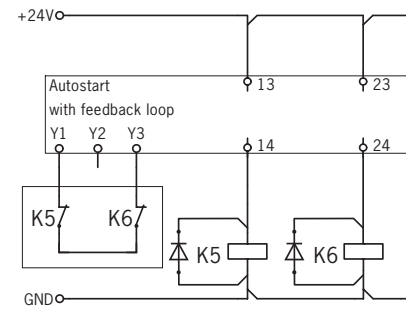 +24V
Autostart
13
23
with feedback loop
Y1 Y2 Y3
14
24
K5 K6
K5 K6
GND